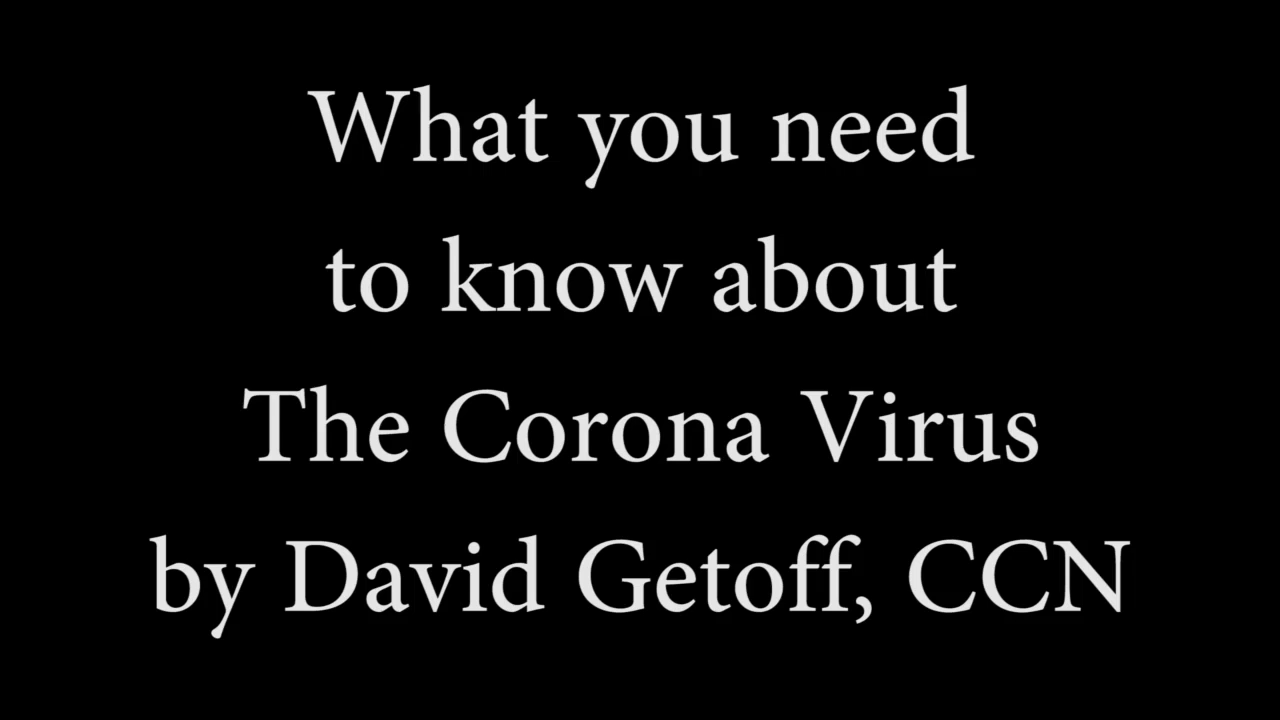 What you need
to know about
The Corona Virus
by David Getoff, CCN